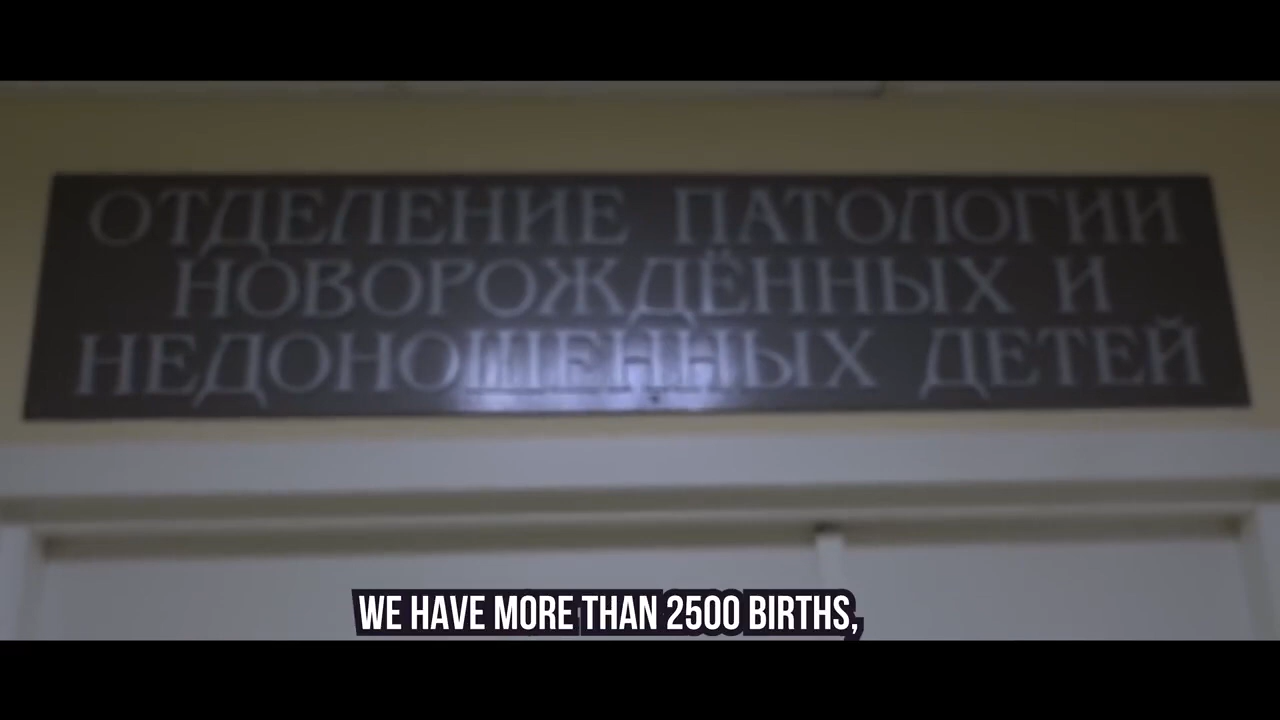 ОТДЕЛЕНИЕ ПАТОЛОГИИ
НОВОРОЖДЁННЫХ И
НЕДОНОШЕННЫХ ДЕТЕЙ
WE HAVE MORE THAN 2500 BIRTHS,